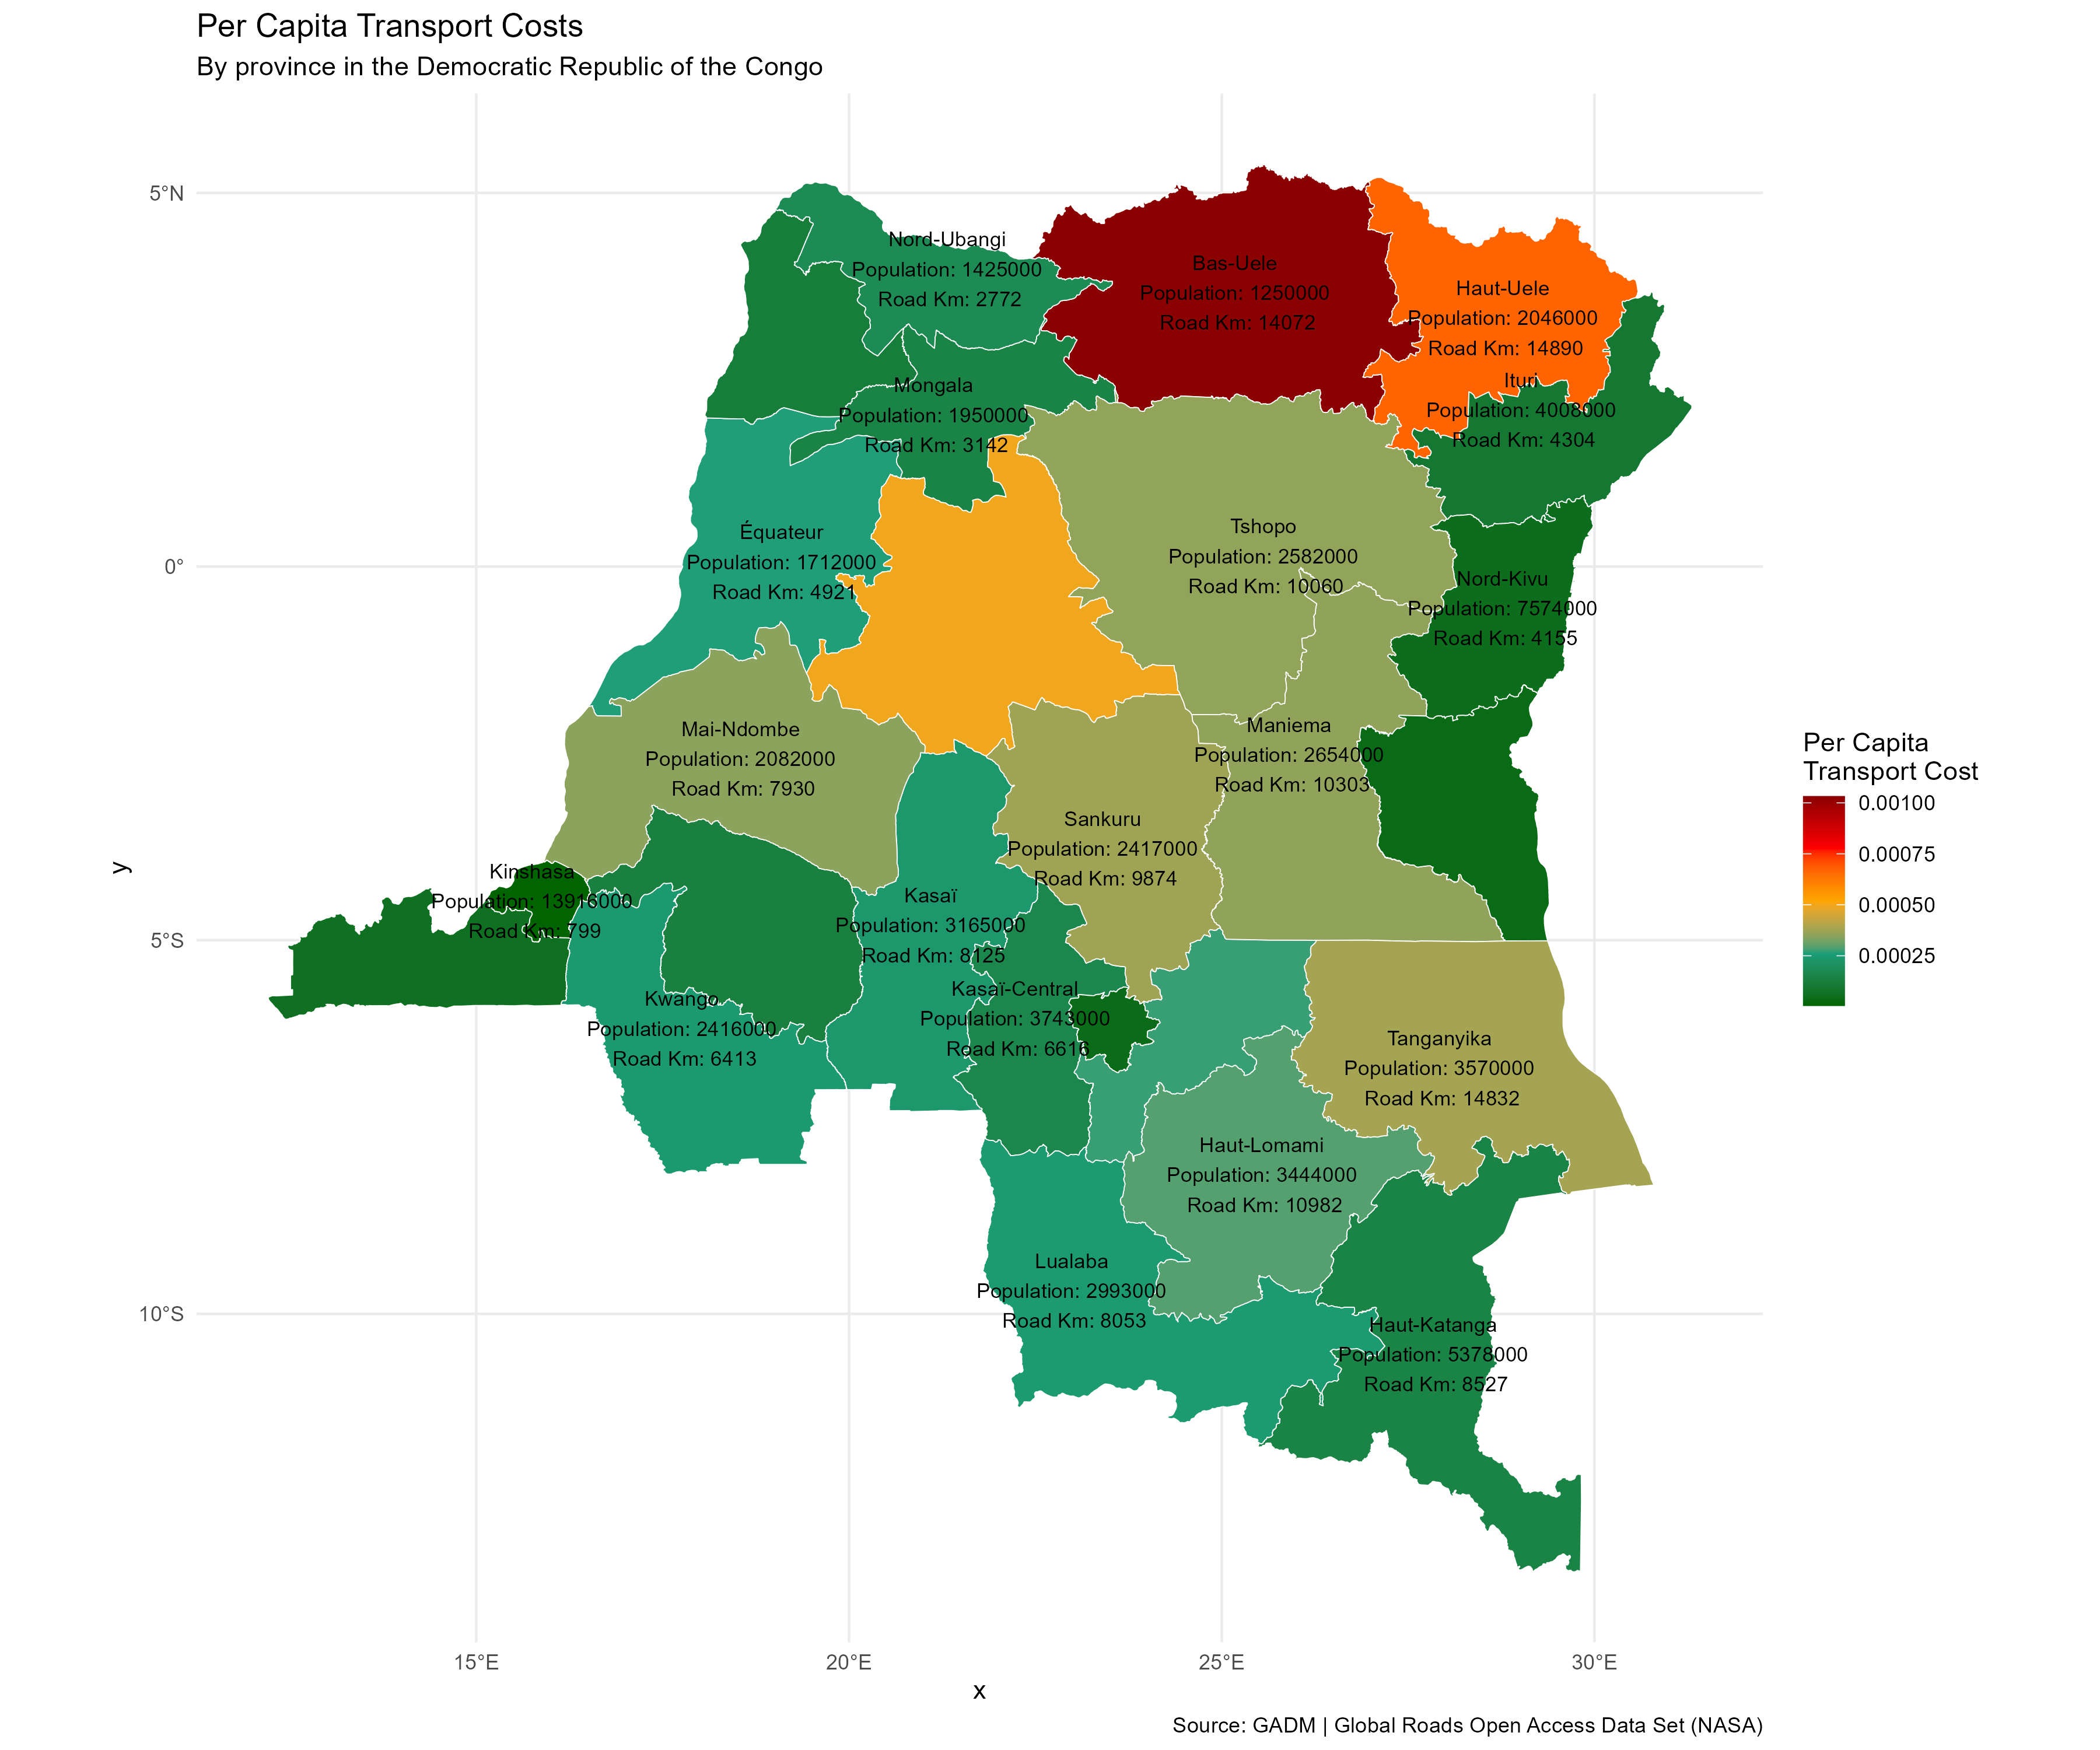 Per Capita Transport Costs
By province in the Democratic Republic of the Congo
5°N
0°
5°S
10°S
y
Nord-Ubangi
Population: 1425000
Road Km: 2772
Bas-Uele
Population: 1250000
Road Km: 14072
Haut-Uele
Population: 2046000
Road Km: 14890
Ituri
Population: 4008000
Road Km: 4304
Mongala
Population: 1950000
Road Km: 3142
Équateur
Population: 1712000
Road Km: 4921
Tshopo
Population: 2582000
Road Km: 10060
Nord-Kivu
Population: 7574000
Road Km: 4155
Mai-Ndombe
Population: 2082000
Road Km: 7930
Maniema
Population: 2654000
Road Km: 10303
Sankuru
Population: 2417000
Road Km: 9874
Kinshasa
Population: 13916000
Road Km: 799
Kasaï
Population: 3165000
Road Km: 8125
Kasaï-Central
Population: 3743000
Road Km: 6616
Kwango
Population: 2416000
Road Km: 6413
Tanganyika
Population: 3570000
Road Km: 14832
Haut-Lomami
Population: 3444000
Road Km: 10982
Lualaba
Population: 2993000
Road Km: 8053
Haut-Katanga
Population: 5378000
Road Km: 8527
Per Capita
Transport Cost
0.00100
0.00075
0.00050
0.00025
15°E
20°E
25°E
30°E
x
Source: GADM | Global Roads Open Access Data Set (NASA)